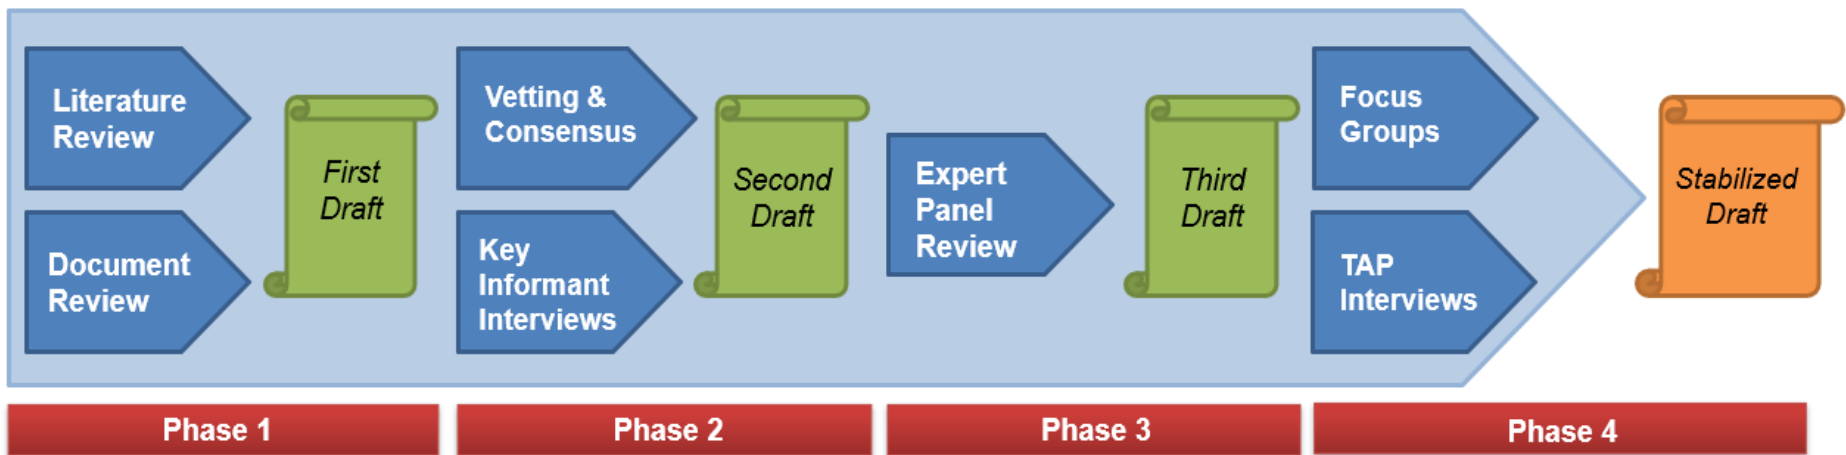 Literature
Review
Document
Review
First
Draft
Vetting &
Consensus
Key
Informant
Interviews
Second
Draft
Expert
Panel
Review
Third
Draft
Focus
Groups
TAP
Interviews
Stabilized
Draft
Phase 1
Phase 2
Phase 3
Phase 4